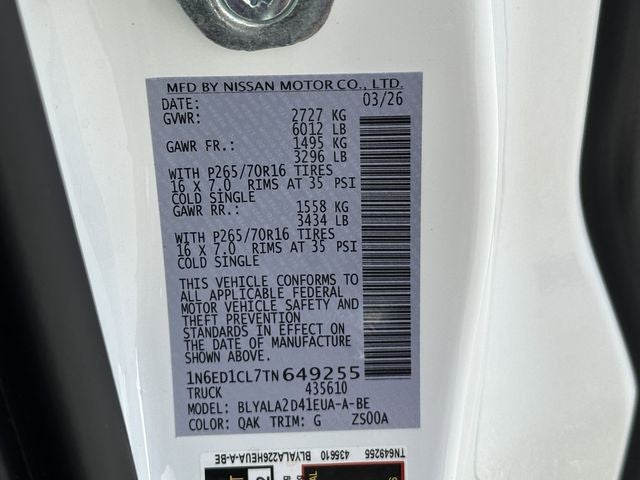 MFD BY NISSAN MOTOR CO., LTD.
DATE: 03/26
GVWR: 2727 KG
6012 LB
GAWR FR.: 1495 KG
3296 LB
WITH P265/70R16 TIRES
16 X 7.0 RIMS AT 35 PSI
COLD SINGLE
GAWR RR.: 1558 KG
3434 LB
WITH P265/70R16 TIRES
16 X 7.0 RIMS AT 35 PSI
COLD SINGLE
THIS VEHICLE CONFORMS TO
ALL APPLICABLE FEDERAL
MOTOR VEHICLE SAFETY AND
THEFT PREVENTION
STANDARDS IN EFFECT ON
THE DATE OF MANUFACTURE
SHOWN ABOVE.
1N6ED1CL7TN649255
TRUCK 435610
MODEL: BLYALA2D41EUA-A-BE
COLOR: QAK TRIM: G ZS00A
TN649255 435610 BLYALA226HEUA-A-BE